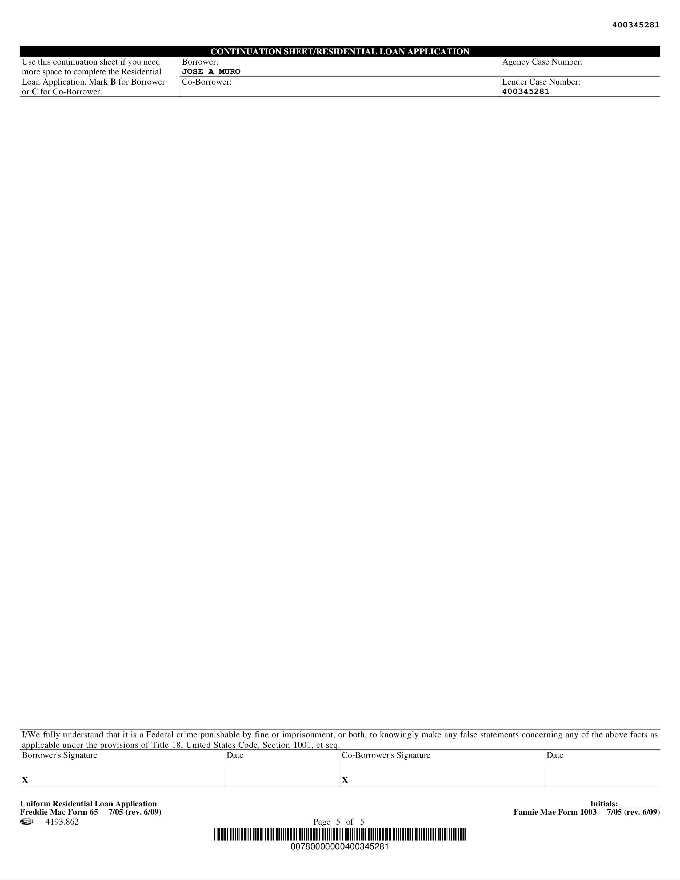 400345281
CONTINUATION SHEET/RESIDENTIAL LOAN APPLICATION
Use this continuation sheet if you need
more space to complete the Residential
Loan Application. Mark B for Borrower
or C for Co-Borrower.
Borrower:
JOSE A MURO
Agency Case Number:
Co-Borrower:
Lender Case Number:
400345281
I/We fully understand that it is a Federal crime punishable by fine or imprisonment, or both, to knowingly make any false statements concerning any of the above facts as
applicable under the provisions of Title 18, United States Code, Section 1001, et seq.
Borrower's Signature Date Co-Borrower's Signature Date
X X
Uniform Residential Loan Application Initials:
Freddie Mac Form 65 7/05 (rev. 6/09) Fannie Mae Form 1003 7/05 (rev. 6/09)
4193.862 Page 5 of 5
0078000000400345281